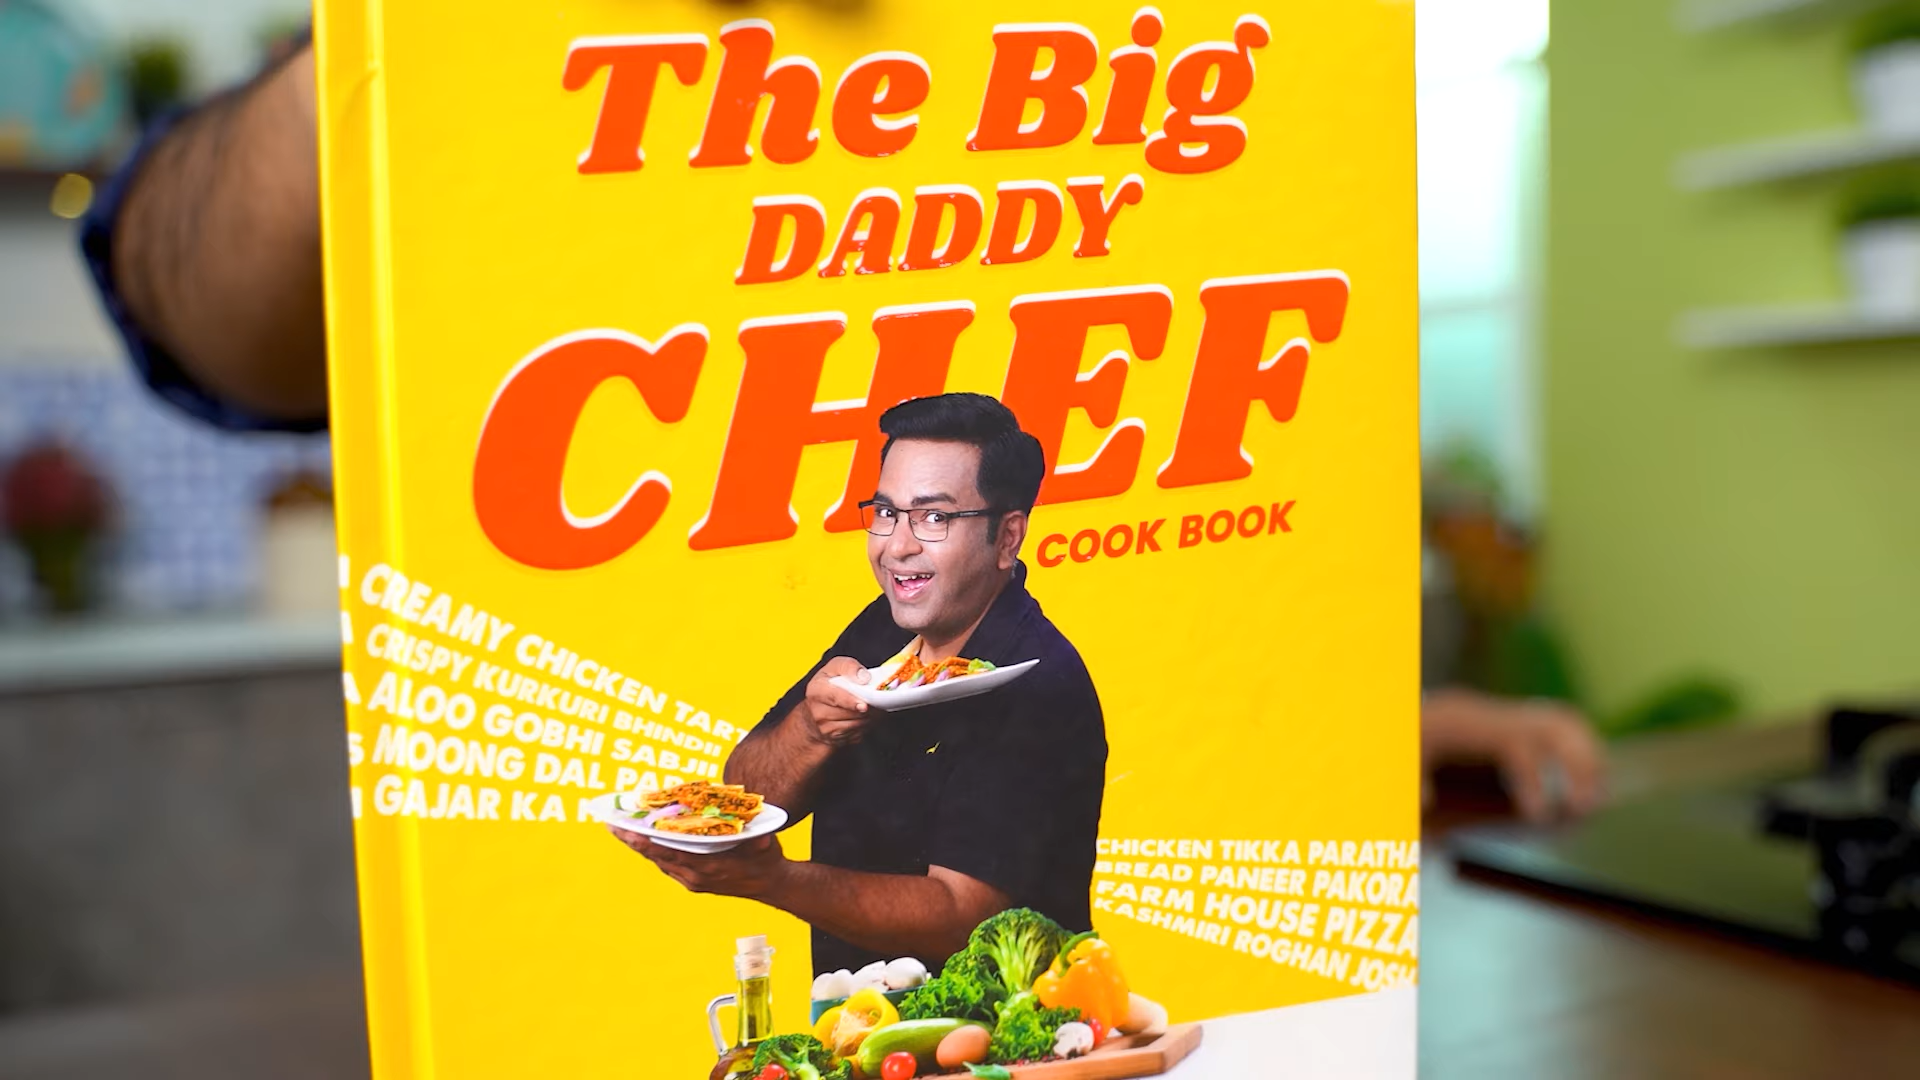 The Big
DADDY
CHEF
COOK BOOK
CREAMY CHICKEN TART
CRISPY KURKURI BHINDII
ALOO GOBHI SABJII
MOONG DAL
GAJAR KA
CHICKEN TIKKA PARATHA
BREAD PANEER PAKORA
FARM HOUSE PIZZA
KASHMIRI ROGHAN JOSH